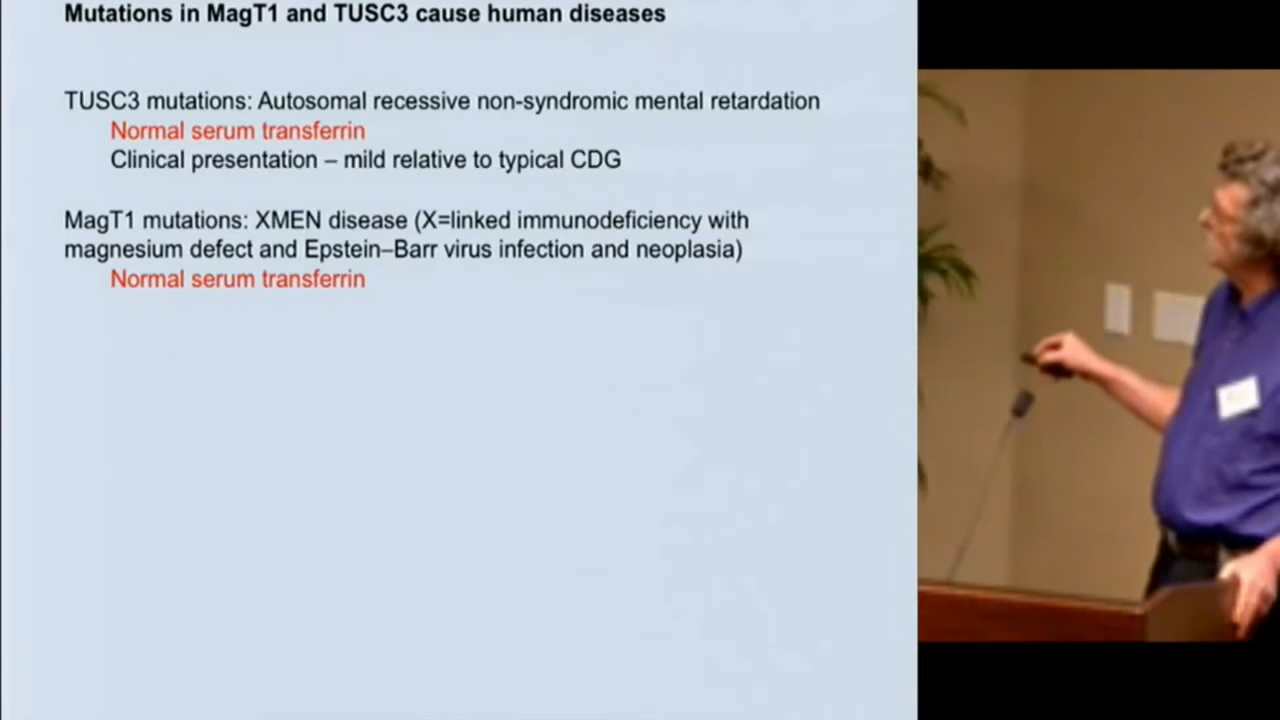 Mutations in MagT1 and TUSC3 cause human diseases
TUSC3 mutations: Autosomal recessive non-syndromic mental retardation
Normal serum transferrin
Clinical presentation – mild relative to typical CDG
MagT1 mutations: XMEN disease (X=linked immunodeficiency with
magnesium defect and Epstein–Barr virus infection and neoplasia)
Normal serum transferrin